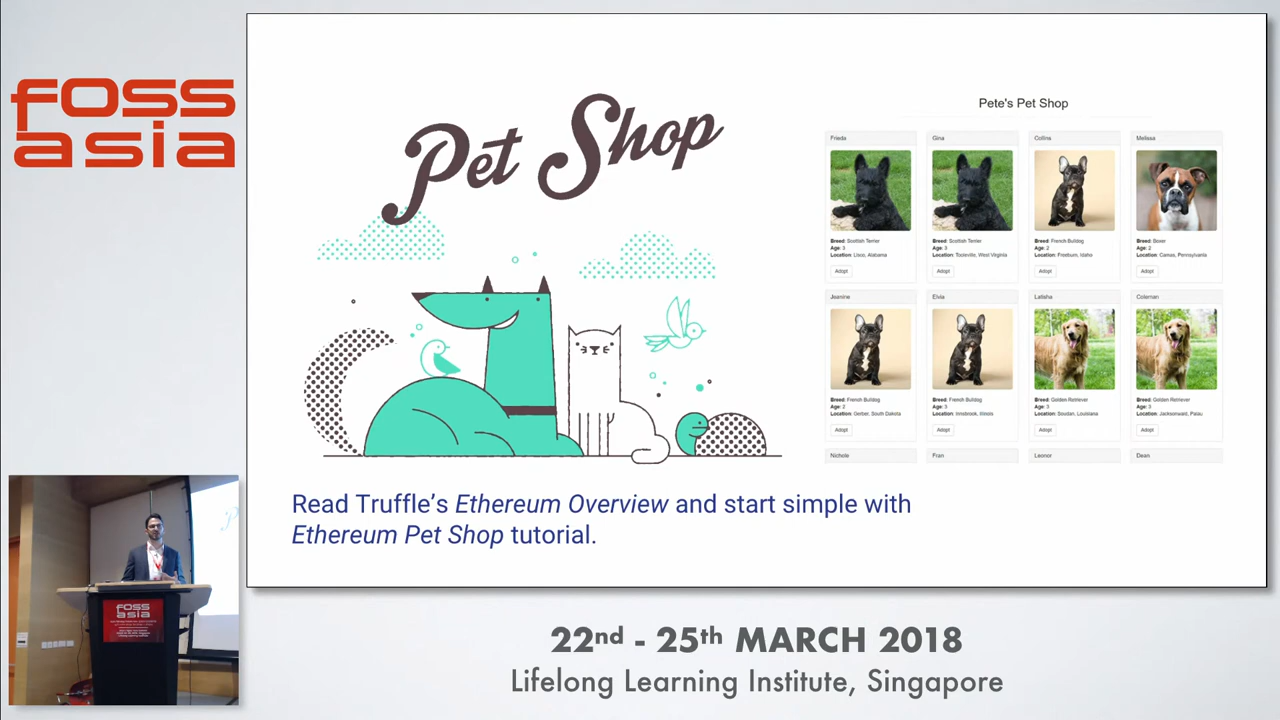 foss
asia
Pet Shop
Pete's Pet Shop
Frieda
Gina
Collins
Melissa
Breed: Scottish Terrier
Age: 3
Location: Lisco, Alabama
Adopt
Breed: Scottish Terrier
Age: 3
Location: Tooleville, West Virginia
Adopt
Breed: French Bulldog
Age: 2
Location: Freeburn, Idaho
Adopt
Breed: Boxer
Age: 2
Location: Camas, Pennsylvania
Adopt
Jeanine
Elvia
Latisha
Coleman
Breed: French Bulldog
Age: 2
Location: Gerber, South Dakota
Adopt
Breed: French Bulldog
Age: 3
Location: Innsbrook, Illinois
Adopt
Breed: Golden Retriever
Age: 3
Location: Soudan, Louisiana
Adopt
Breed: Golden Retriever
Age: 3
Location: Jacksonwald, Palau
Adopt
Nichole
Fran
Leonor
Dean
Read Truffle's Ethereum Overview and start simple with
Ethereum Pet Shop tutorial.
foss
asia
22nd - 25th MARCH 2018
Lifelong Learning Institute, Singapore